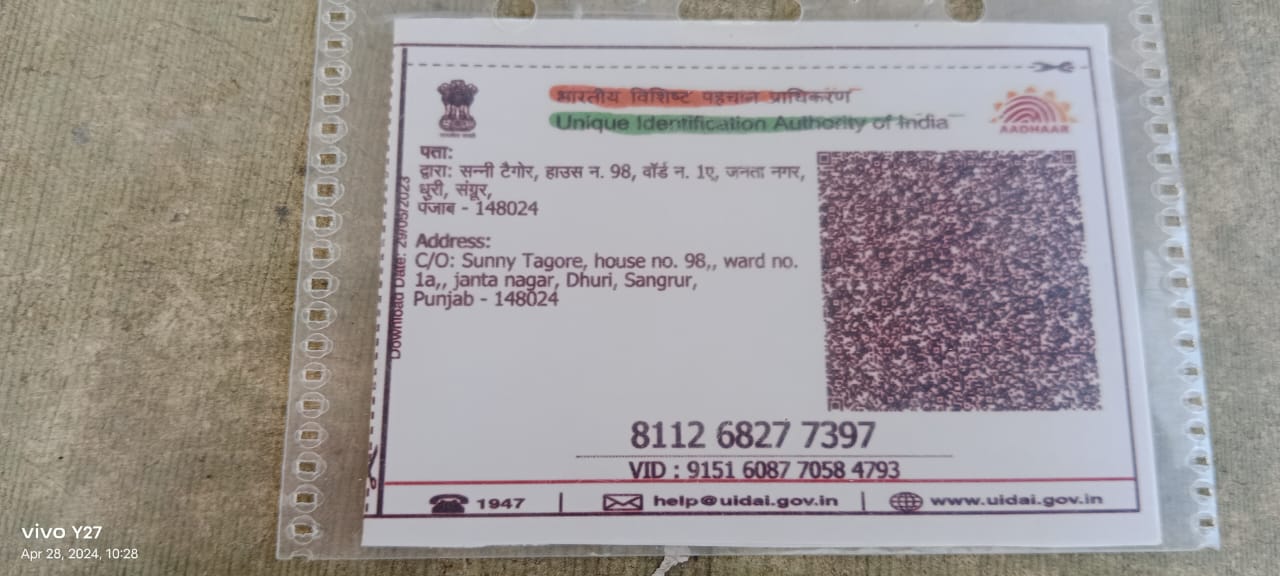 भारतीय विशिष्ट पहचान प्राधिकरण
Unique Identification Authority of India
AADHAAR
पता:
द्वारा: सन्नी टैगोर, हाउस न. 98, वॉर्ड न. 1ए, जनता नगर,
धुरी, संग्रूर,
पंजाब - 148024
Address:
C/O: Sunny Tagore, house no. 98,, ward no.
1a,, janta nagar, Dhuri, Sangrur,
Punjab - 148024
Download Date:
8112 6827 7397
VID : 9151 6087 7058 4793
1947
help@uidai.gov.in
www.uidai.gov.in
vivo Y27
Apr 28, 2024, 10:28